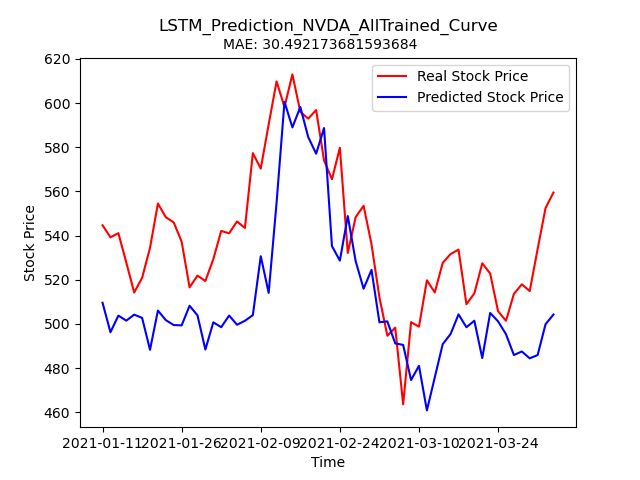 LSTM_Prediction_NVDA_AllTrained_Curve
MAE: 30.492173681593684
Real Stock Price
Predicted Stock Price
620
600
580
560
540
520
500
480
460
Stock Price
2021-01-11 2021-01-26 2021-02-09 2021-02-24 2021-03-10 2021-03-24
Time